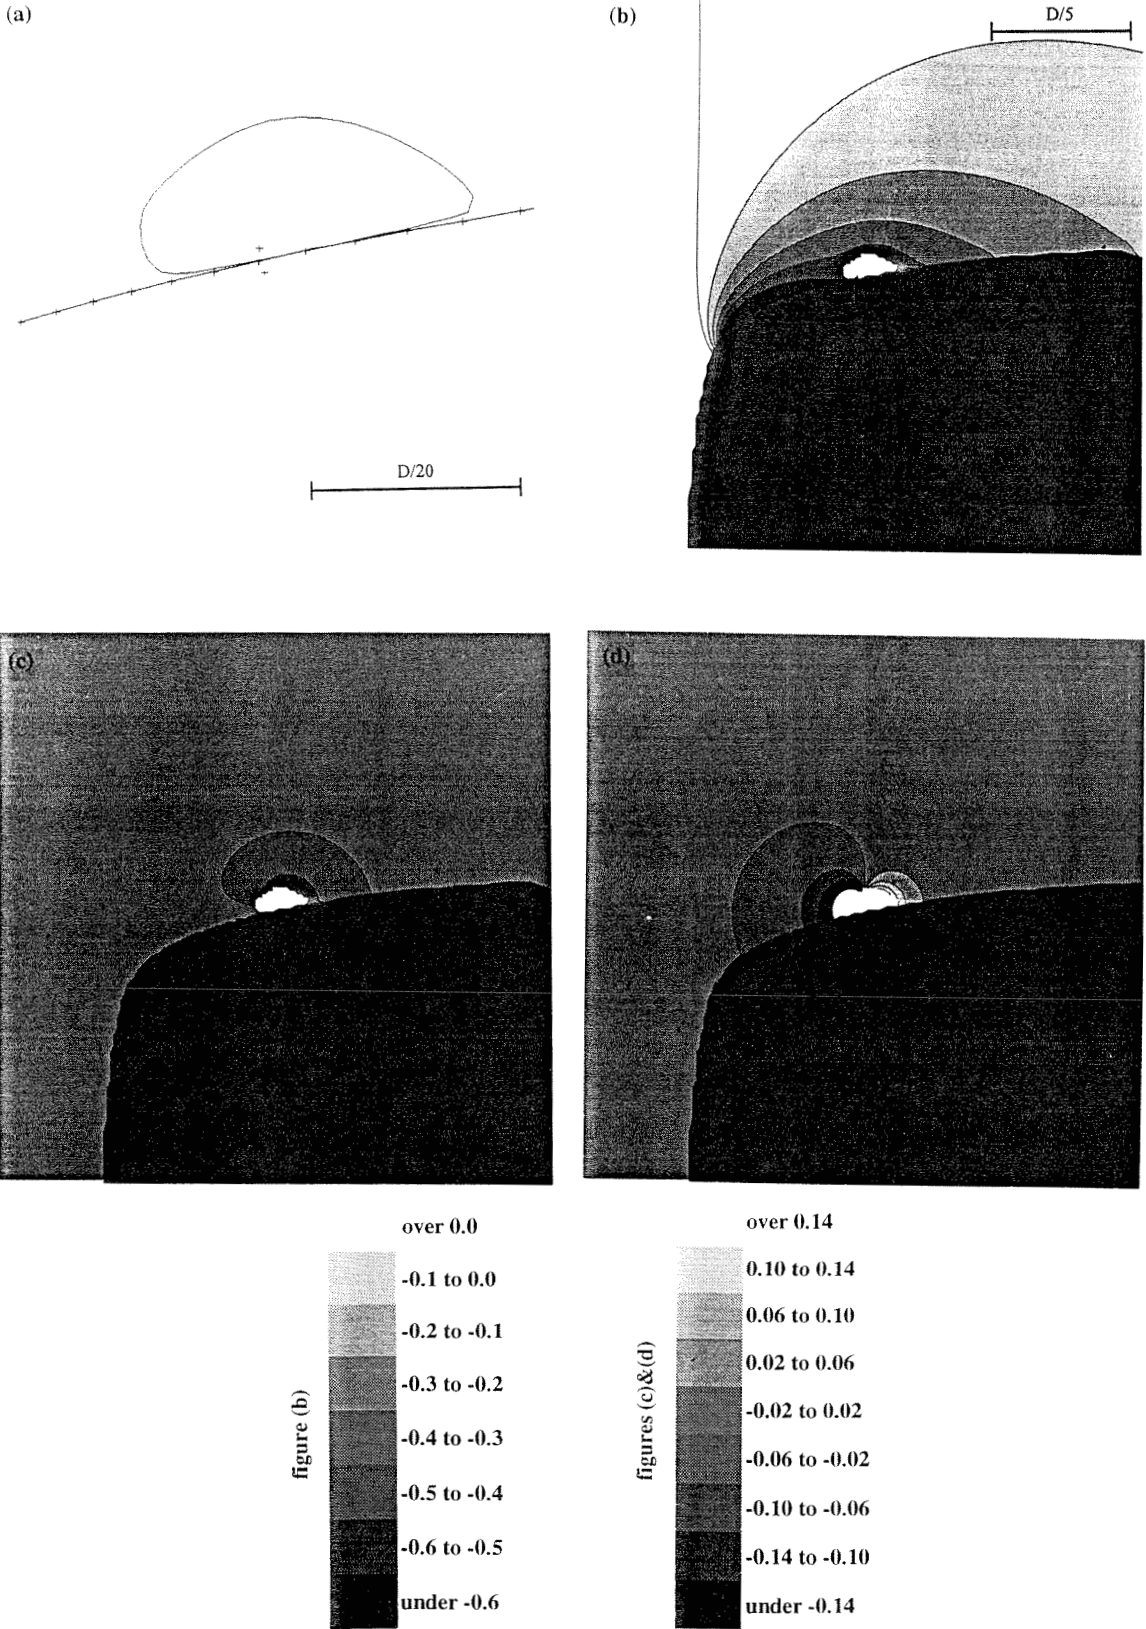 (a)
(b)
D/5
D/20
(c)
(d)
figure (b)
over 0.0
-0.1 to 0.0
-0.2 to -0.1
-0.3 to -0.2
-0.4 to -0.3
-0.5 to -0.4
-0.6 to -0.5
under -0.6
figures (c)&(d)
over 0.14
0.10 to 0.14
0.06 to 0.10
0.02 to 0.06
-0.02 to 0.02
-0.06 to -0.02
-0.10 to -0.06
-0.14 to -0.10
under -0.14